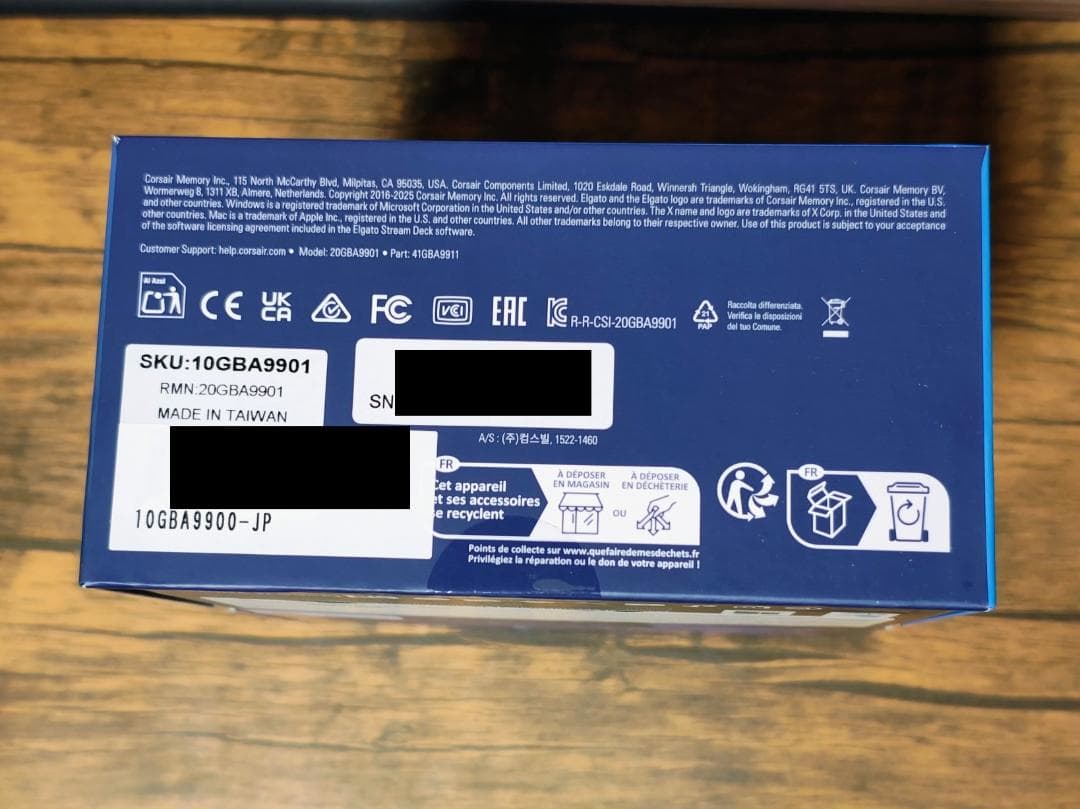 Corsair Memory Inc., 115 North McCarthy Blvd, Milpitas, CA 95035, USA. Corsair Components Limited, 1020 Eskdale Road, Winnersh Triangle, Wokingham, RG41 5TS, UK. Corsair Memory BV,
Wormerweg 8, 1311 XB, Almere, Netherlands. Copyright 2016-2025 Corsair Memory Inc. All rights reserved. Elgato and the Elgato logo are trademarks of Corsair Memory Inc., registered in the U.S.
and other countries. Windows is a registered trademark of Microsoft Corporation in the United States and/or other countries. The X name and logo are trademarks of X Corp. in the United States and
other countries. Mac is a trademark of Apple Inc., registered in the U.S. and other countries. All other trademarks belong to their respective owner. Use of this product is subject to your acceptance
of the software licensing agreement included in the Elgato Stream Deck software.
Customer Support: help.corsair.com • Model: 20GBA9901 • Part: 41GBA9911
CE UK CA FC VCI EAC R-R-CSI-20GBA9901
21
PAP
Raccolta differenziata.
Verifica le disposizioni
del tuo Comune.
SKU:10GBA9901
RMN:20GBA9901
MADE IN TAIWAN
SN
10GBA9900-JP
A/S : (주)컴스빌, 1522-1460
FR
Cet appareil
et ses accessoires
se recyclent
À DÉPOSER
EN MAGASIN
OU
À DÉPOSER
EN DÉCHÈTERIE
Points de collecte sur www.quefairedemesdechets.fr
Privilégiez la réparation ou le don de votre appareil !
FR